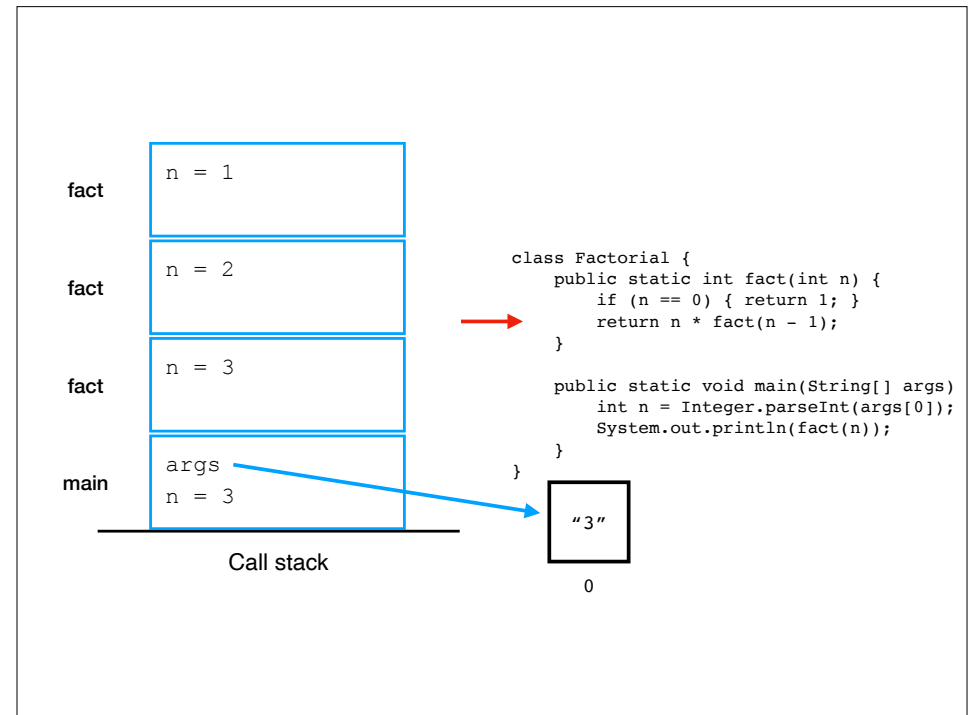 fact
n = 1
fact
n = 2
fact
n = 3
main
args
n = 3
Call stack
class Factorial {
    public static int fact(int n) {
        if (n == 0) { return 1; }
        return n * fact(n - 1);
    }
    public static void main(String[] args)
        int n = Integer.parseInt(args[0]);
        System.out.println(fact(n));
    }
}
“3”
0